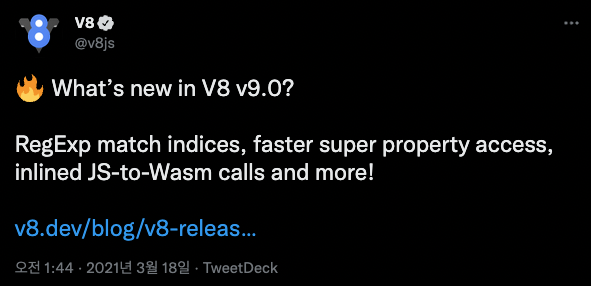 V8
@v8js
🔥 What’s new in V8 v9.0?
RegExp match indices, faster super property access,
inlined JS-to-Wasm calls and more!
v8.dev/blog/v8-releas…
오전 1:44 · 2021년 3월 18일 · TweetDeck